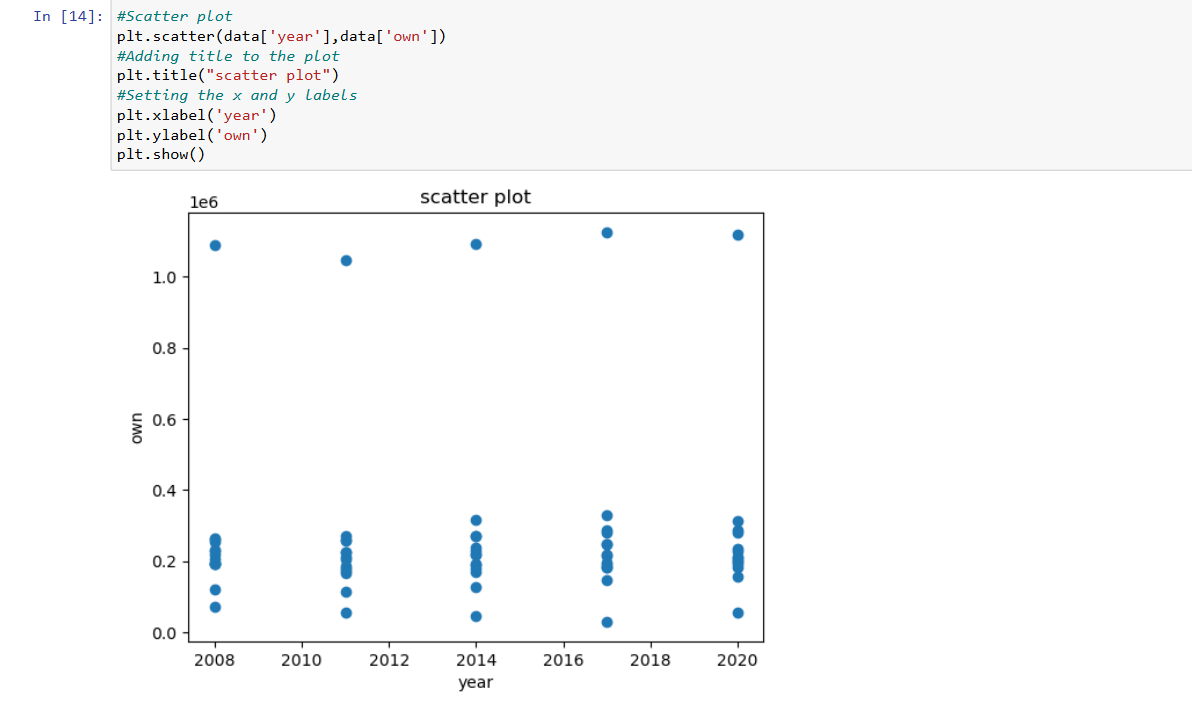 In [14]: #Scatter plot
plt.scatter(data['year'],data['own'])
#Adding title to the plot
plt.title("scatter plot")
#Setting the x and y labels
plt.xlabel('year')
plt.ylabel('own')
plt.show()
scatter plot
1e6
1.0
0.8
0.6
0.4
0.2
0.0
own
2008 2010 2012 2014 2016 2018 2020
year